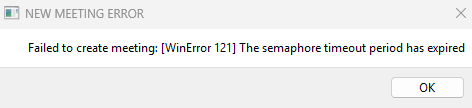 NEW MEETING ERROR
Failed to create meeting: [WinError 121] The semaphore timeout period has expired
OK